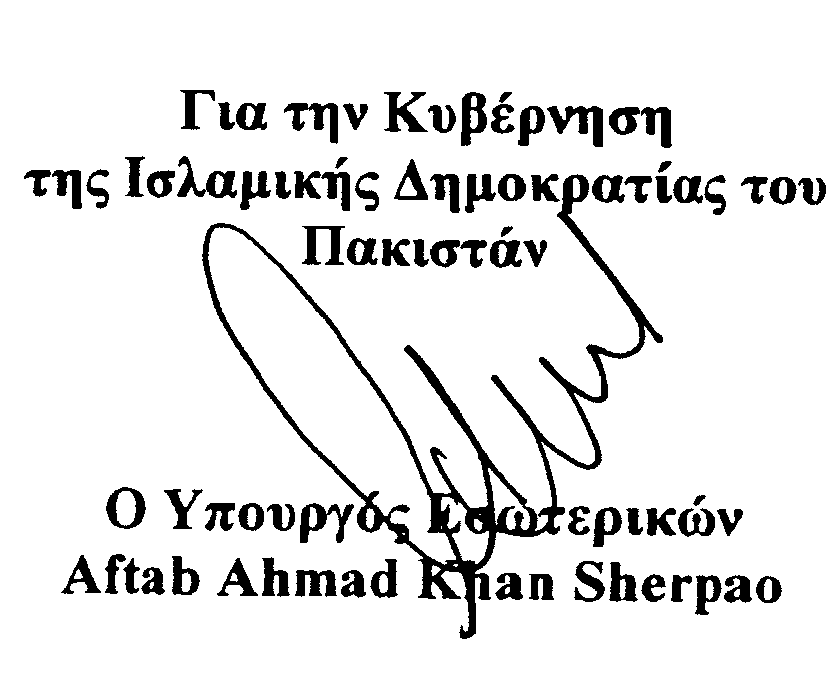 Για την Κυβέρνηση
της Ισλαμικής Δημοκρατίας του
Πακιστάν
Ο Υπουργός Εσωτερικών
Aftab Ahmad Khan Sherpao